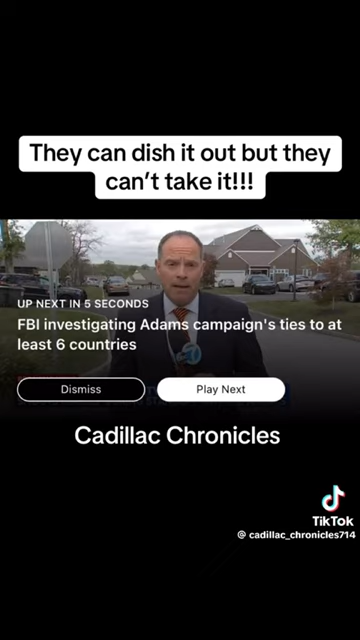 They can dish it out but they
can't take it!!!
UP NEXT IN 5 SECONDS
FBI investigating Adams campaign's ties to at
least 6 countries
Dismiss
Play Next
Cadillac Chronicles
TikTok
@ cadillac_chronicles714